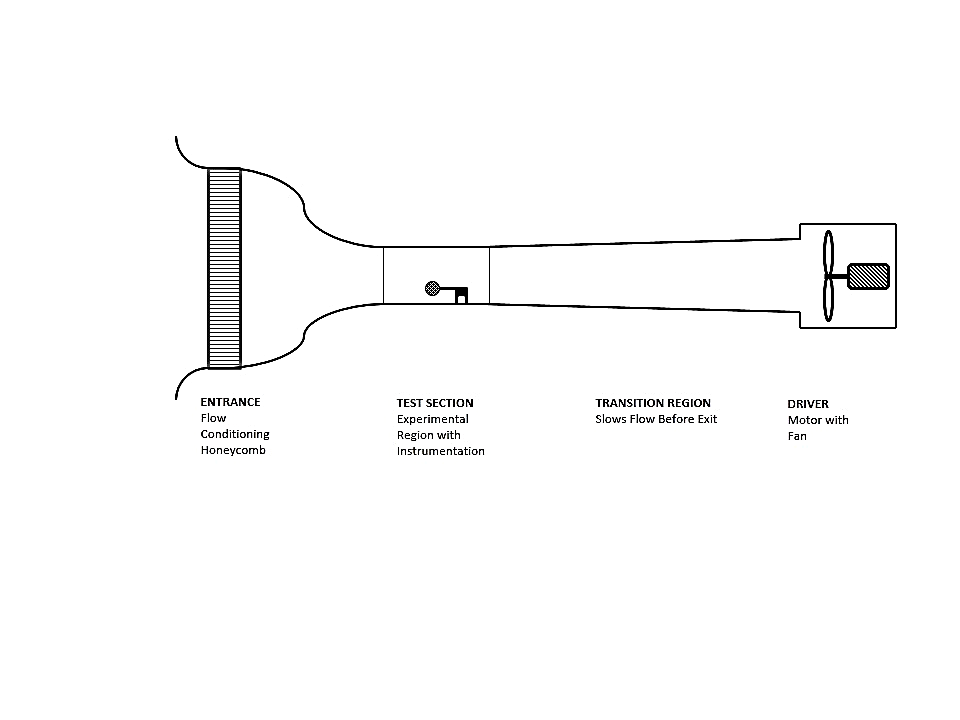 ENTRANCE
Flow
Conditioning
Honeycomb
TEST SECTION
Experimental
Region with
Instrumentation
TRANSITION REGION
Slows Flow Before Exit
DRIVER
Motor with
Fan